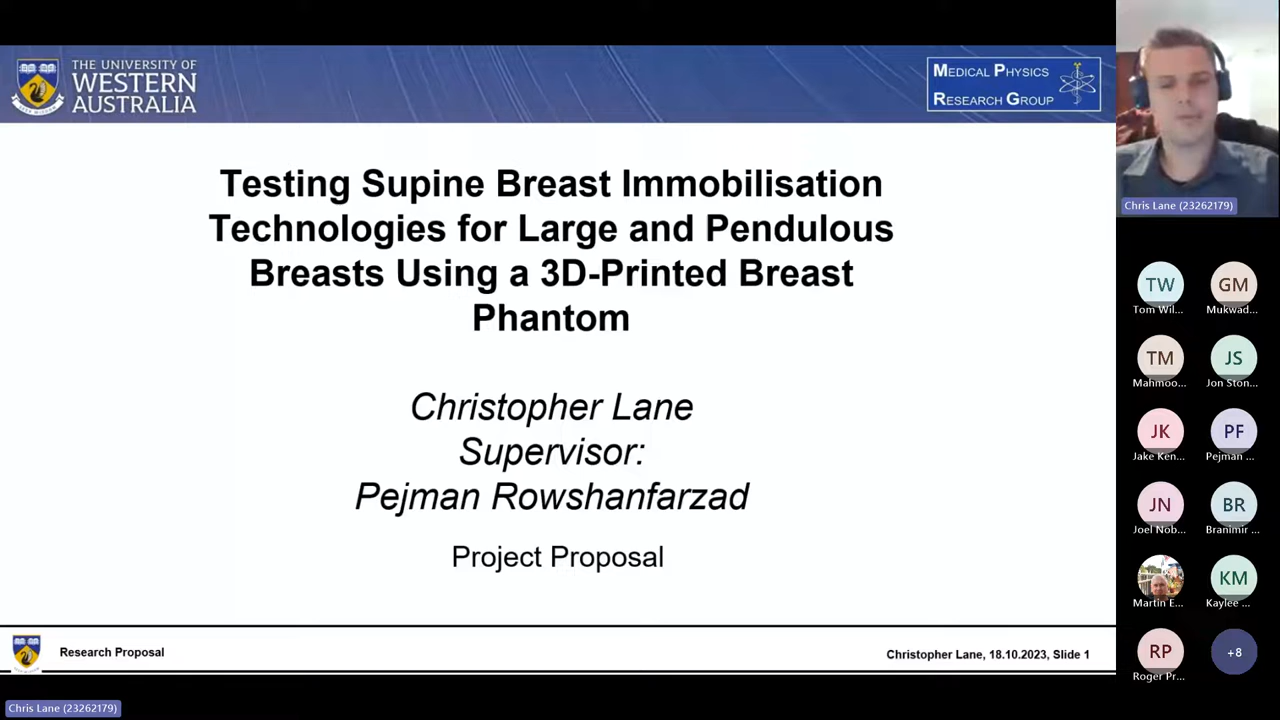 THE UNIVERSITY OF
WESTERN
AUSTRALIA
MEDICAL PHYSICS
RESEARCH GROUP
Testing Supine Breast Immobilisation
Technologies for Large and Pendulous
Breasts Using a 3D-Printed Breast
Phantom
Christopher Lane
Supervisor:
Pejman Rowshanfarzad
Project Proposal
Research Proposal
Christopher Lane, 18.10.2023, Slide 1
Chris Lane (23262179)
Chris Lane (23262179)
TW
GM
Tom Wil...
Mukwad...
TM
JS
Mahmoo...
Jon Ston...
JK
PF
Jake Ken...
Pejman ...
JN
BR
Joel Nob...
Branimir ...
KM
Martin E...
Kaylee ...
RP
+8
Roger Pr...